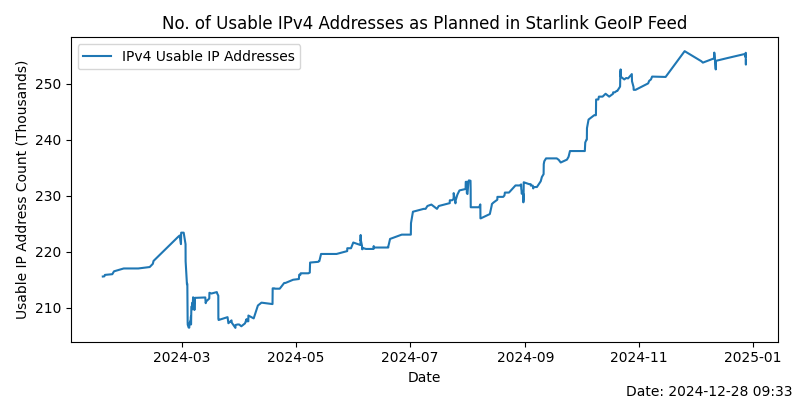 No. of Usable IPv4 Addresses as Planned in Starlink GeoIP Feed
IPv4 Usable IP Addresses
Usable IP Address Count (Thousands)
250
240
230
220
210
2024-03 2024-05 2024-07 2024-09 2024-11 2025-01
Date
Date: 2024-12-28 09:33